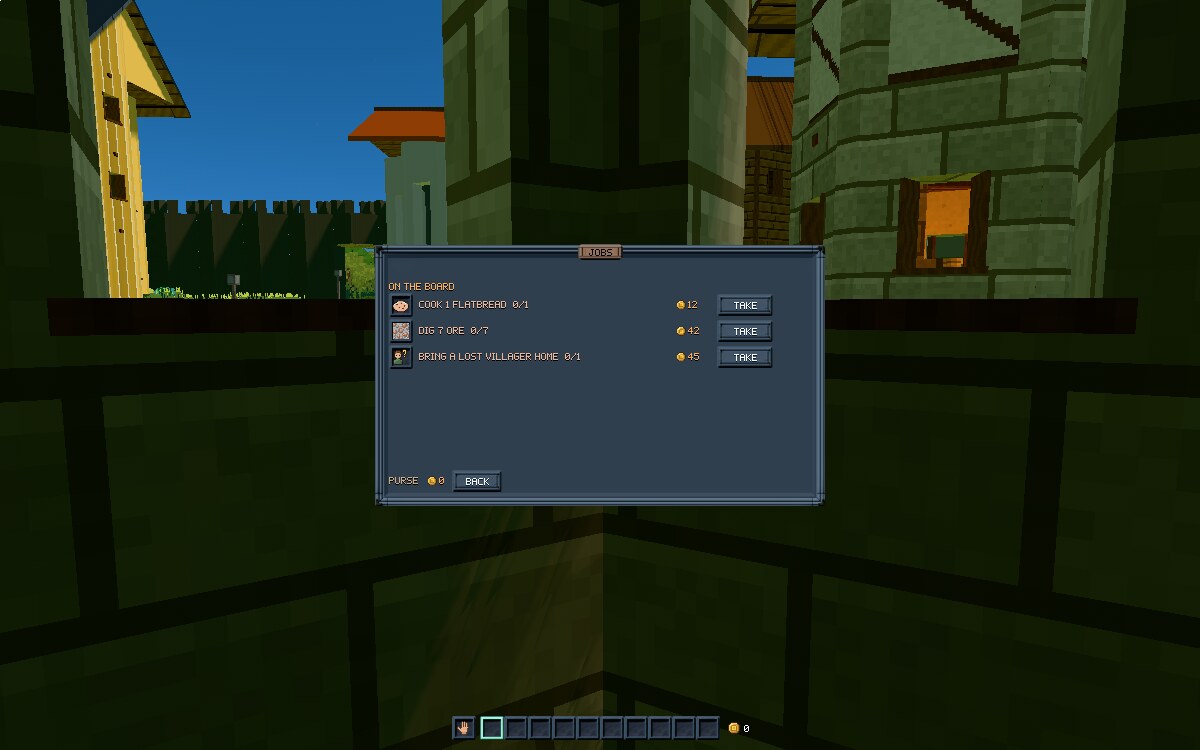 JOBS
ON THE BOARD
COOK 1 FLATBREAD 0/1 12 TAKE
DIG 7 ORE 0/7 42 TAKE
BRING A LOST VILLAGER HOME 0/1 45 TAKE
PURSE 0 BACK
0